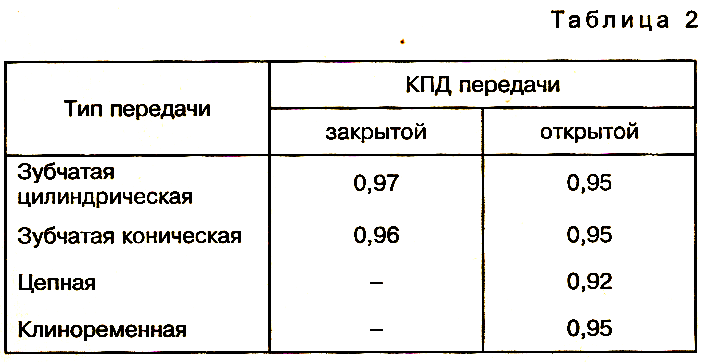 Таблица 2
Тип передачи
КПД передачи
закрытой
открытой
Зубчатая
цилиндрическая
0,97
0,95
Зубчатая коническая
0,96
0,95
Цепная
–
0,92
Клиноременная
–
0,95